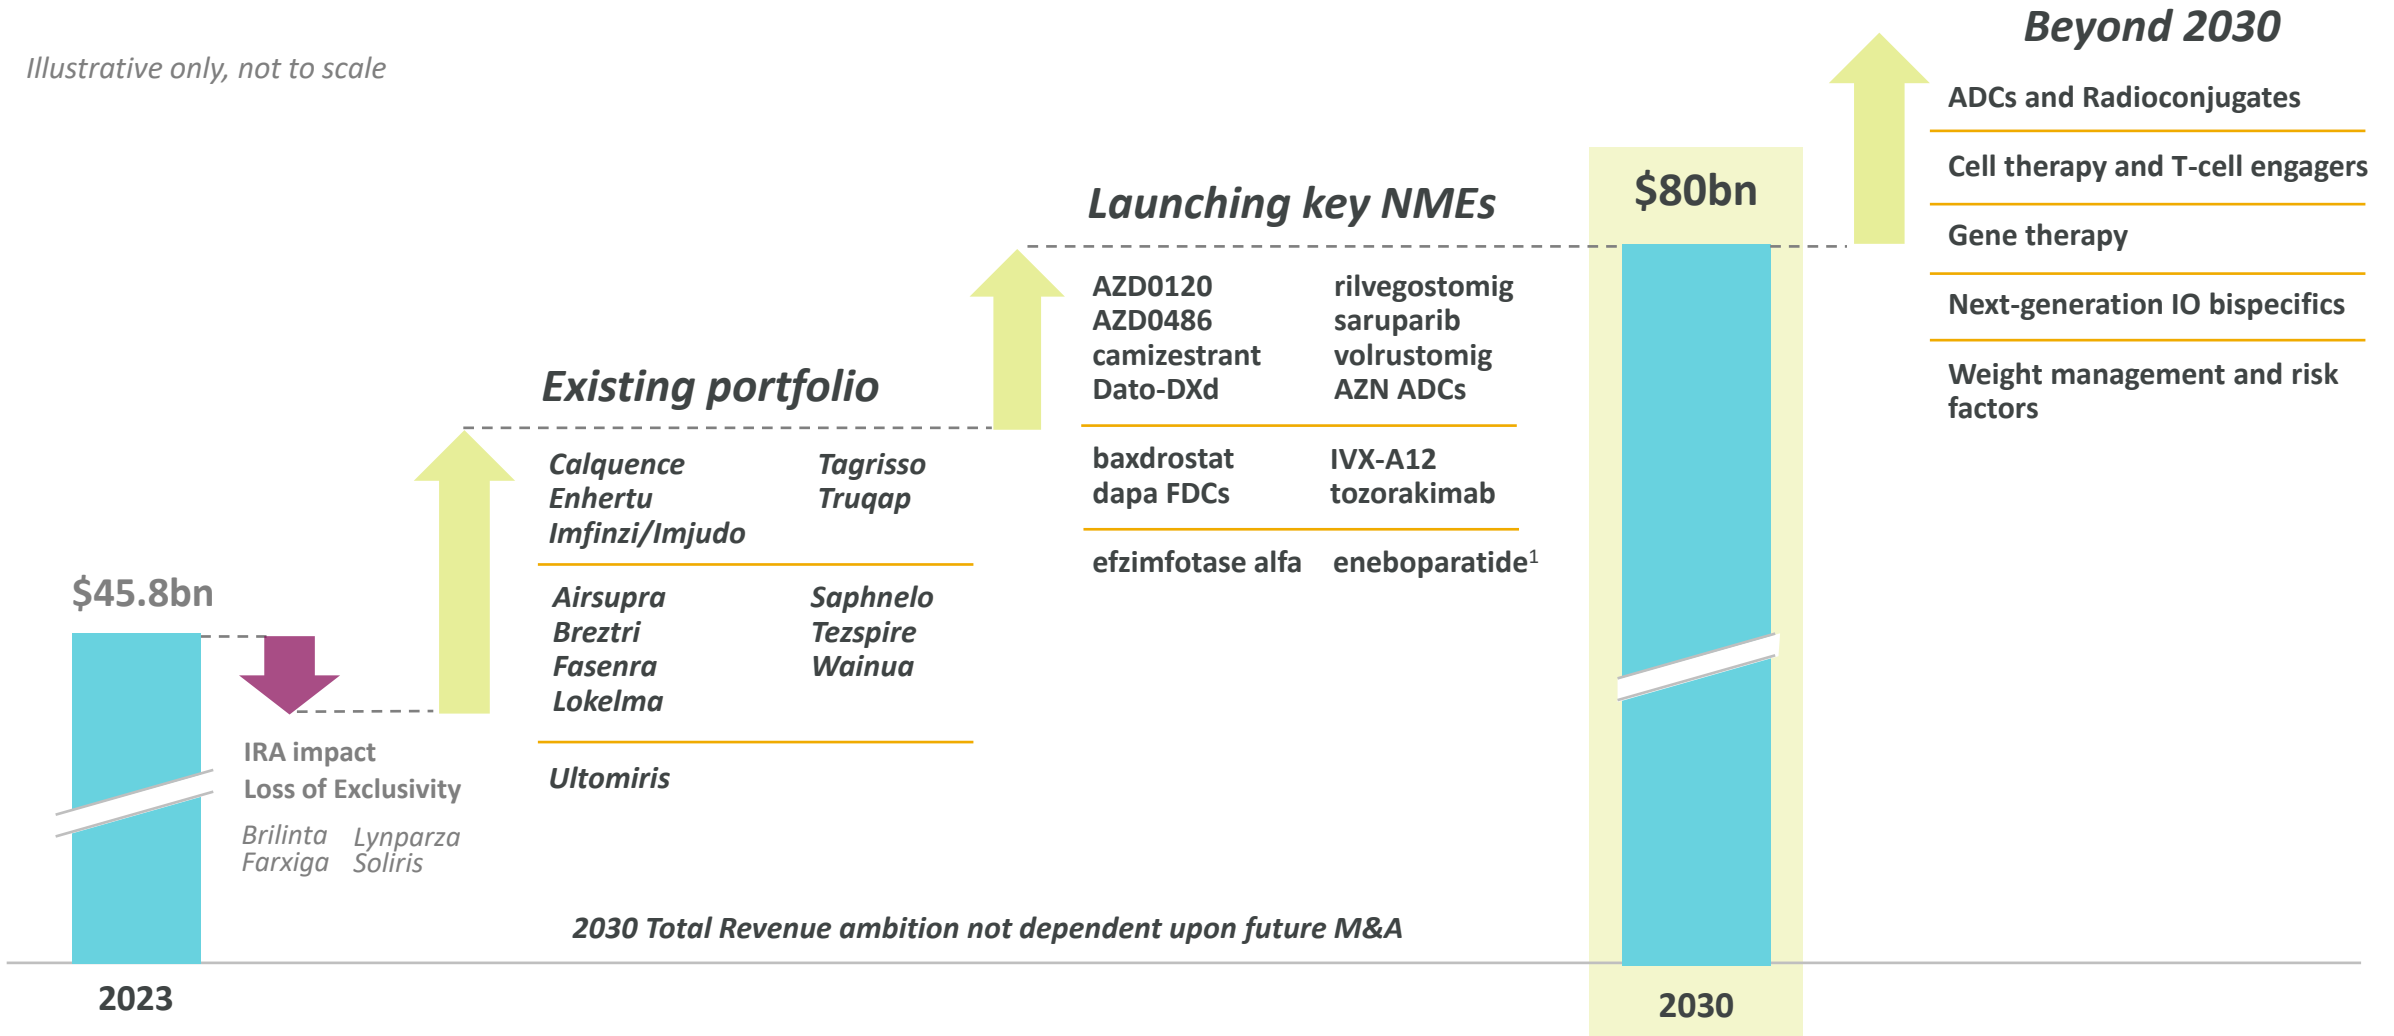 Illustrative only, not to scale
$45.8bn
2023
IRA impact
Loss of Exclusivity
Brilinta Lynparza
Farxiga Soliris
Existing portfolio
Calquence Tagrisso
Enhertu Truqap
Imfinzi/Imjudo
Airsupra Saphnelo
Breztri Tezspire
Fasenra Wainua
Lokelma
Ultomiris
Launching key NMEs
AZD0120 rilvegostomig
AZD0486 saruparib
camizestrant volrustomig
Dato-DXd AZN ADCs
baxdrostat IVX-A12
dapa FDCs tozorakimab
efzimfotase alfa eneboparatide¹
2030 Total Revenue ambition not dependent upon future M&A
$80bn
2030
Beyond 2030
ADCs and Radioconjugates
Cell therapy and T-cell engagers
Gene therapy
Next-generation IO bispecifics
Weight management and risk
factors